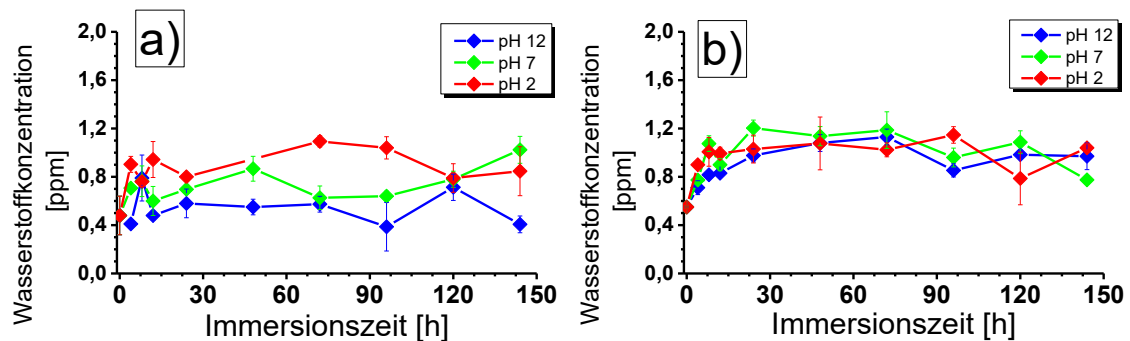 a)
Wasserstoffkonzentration
[ppm]
2,0
1,6
1,2
0,8
0,4
0,0
pH 12
pH 7
pH 2
0 30 60 90 120 150
Immersionszeit [h]
b)
Wasserstoffkonzentration
[ppm]
2,0
1,6
1,2
0,8
0,4
0,0
pH 12
pH 7
pH 2
0 30 60 90 120 150
Immersionszeit [h]